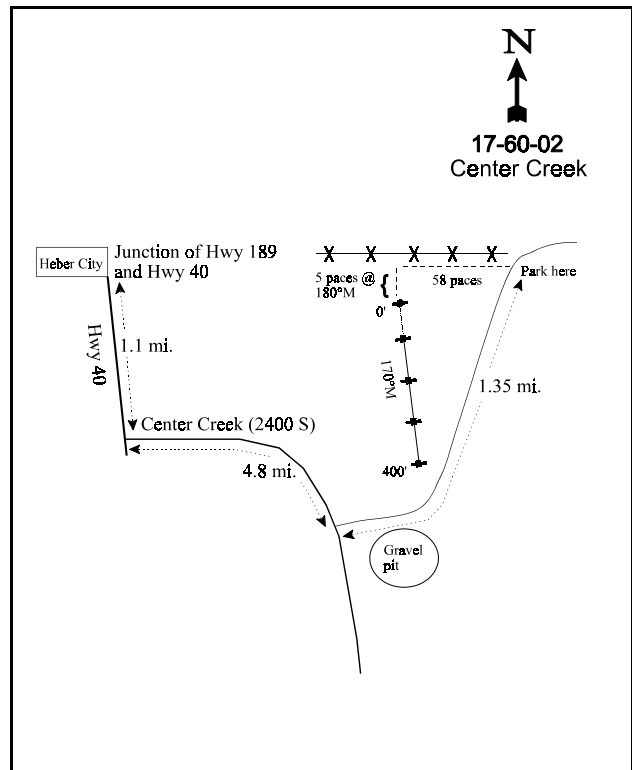 N
17-60-02
Center Creek
Heber City
Junction of Hwy 189
and Hwy 40
5 paces @
180°M
58 paces
Park here
0'
Hwy 40
1.1 mi.
170°M
1.35 mi.
Center Creek (2400 S)
4.8 mi.
400'
Gravel
pit